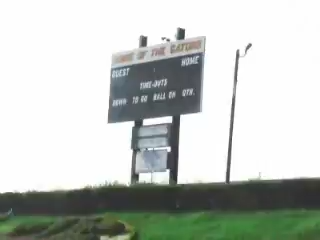 HOME OF THE GATORS
GUEST HOME
TIME-OUTS
DOWN TO GO BALL ON QTR.